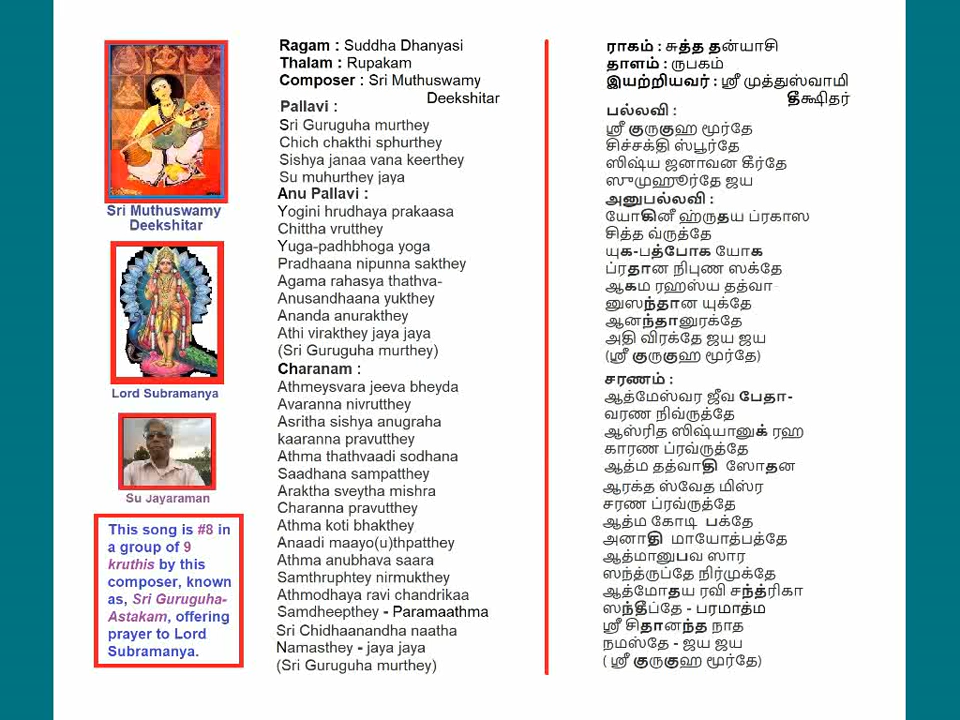 Sri Muthuswamy
Deekshitar
Lord Subramanya
Su Jayaraman
This song is #8 in
a group of 9
kruthis by this
composer, known
as, Sri Guruguha-
Astakam, offering
prayer to Lord
Subramanya.
Ragam : Suddha Dhanyasi
Thalam : Rupakam
Composer : Sri Muthuswamy
Deekshitar
Pallavi :
Sri Guruguha murthey
Chich chakthi sphurthey
Sishya janaa vana keerthey
Su muhurthey jaya
Anu Pallavi :
Yogini hrudhaya prakaasa
Chittha vrutthey
Yuga-padhbhoga yoga
Pradhaana nipunna sakthey
Agama rahasya thathva-
Anusandhaana yukthey
Ananda anurakthey
Athi virakthey jaya jaya
(Sri Guruguha murthey)
Charanam :
Athmeysvara jeeva bheyda
Avaranna nivrutthey
Asritha sishya anugraha
kaaranna pravutthey
Athma thathvaadi sodhana
Saadhana sampatthey
Araktha sveytha mishra
Charanna pravutthey
Athma koti bhakthey
Anaadi maayo(u)thpatthey
Athma anubhava saara
Samthruphtey nirmukthey
Athmodhaya ravi chandrikaa
Samdheepthey - Paramaathma
Sri Chidhaanandha naatha
Namasthey - jaya jaya
(Sri Guruguha murthey)
ராகம் : சுத்த தன்யாசி
தாளம் : ருபகம்
இயற்றியவர் : ஸ்ரீ முத்துஸ்வாமி
தீக்ஷிதர்
பல்லவி :
ஸ்ரீ குருகுஹ மூர்தே
சிச்சக்தி ஸ்பூர்தே
ஸிஷ்ய ஜனாவன கீர்தே
ஸுமுஹூர்தே ஜய
அனுபல்லவி :
யோகினீ ஹ்ருதய ப்ரகாஸ
சித்த வ்ருத்தே
யுக-பத்போக யோக
ப்ரதான நிபுண ஸக்தே
ஆகம ரஹஸ்ய தத்வா-
னுஸந்தான யுக்தே
ஆனந்தானுரக்தே
அதி விரக்தே ஜய ஜய
(ஸ்ரீ குருகுஹ மூர்தே)
சரணம் :
ஆத்மேஸ்வர ஜீவ பேதா-
வரண நிவ்ருத்தே
ஆஸ்ரித ஸிஷ்யானுக் ரஹ
காரண ப்ரவ்ருத்தே
ஆத்ம தத்வாதி ஸோதன
ஆரக்த ஸ்வேத மிஸ்ர
சரண ப்ரவ்ருத்தே
ஆத்ம கோடி பக்தே
அனாதி மாயோத்பத்தே
ஆத்மானுபவ ஸார
ஸந்த்ருப்தே நிர்முக்தே
ஆத்மோதய ரவி சந்த்ரிகா
ஸந்தீப்தே - பரமாத்ம
ஸ்ரீ சிதானந்த நாத
நமஸ்தே - ஜய ஜய
( ஸ்ரீ குருகுஹ மூர்தே)